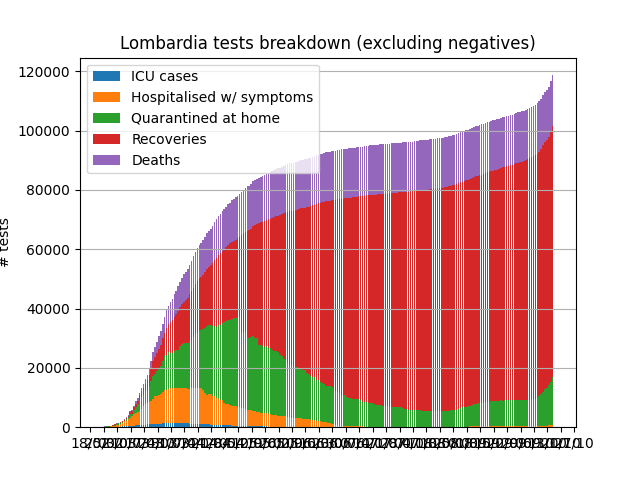 Lombardia tests breakdown (excluding negatives)
ICU cases
Hospitalised w/ symptoms
Quarantined at home
Recoveries
Deaths
120000
100000
80000
60000
40000
20000
0
# tests